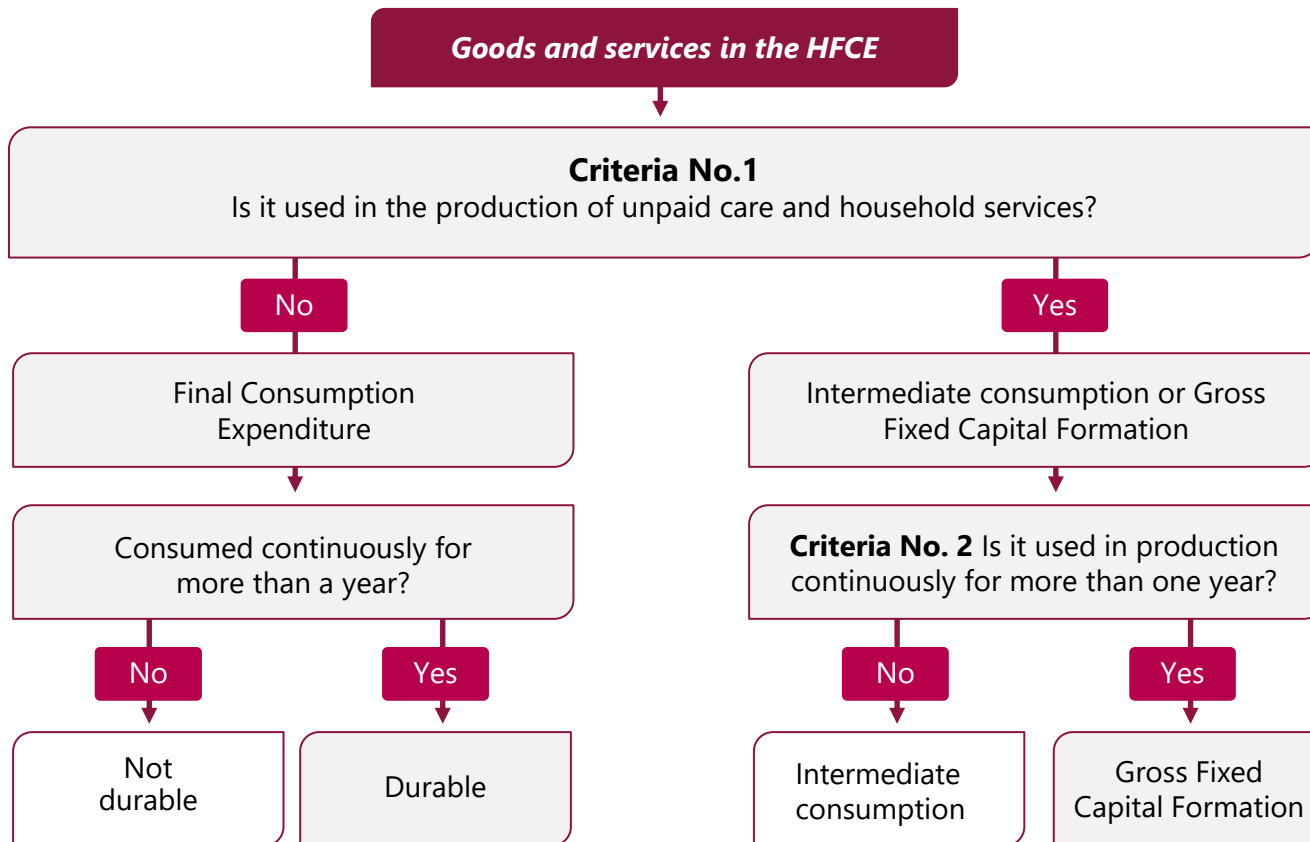 Goods and services in the HFCE
Criteria No.1
Is it used in the production of unpaid care and household services?
No
Yes
Final Consumption
Expenditure
Intermediate consumption or Gross
Fixed Capital Formation
Consumed continuously for
more than a year?
Criteria No. 2 Is it used in production
continuously for more than one year?
No
Yes
No
Yes
Not
durable
Durable
Intermediate
consumption
Gross Fixed
Capital Formation